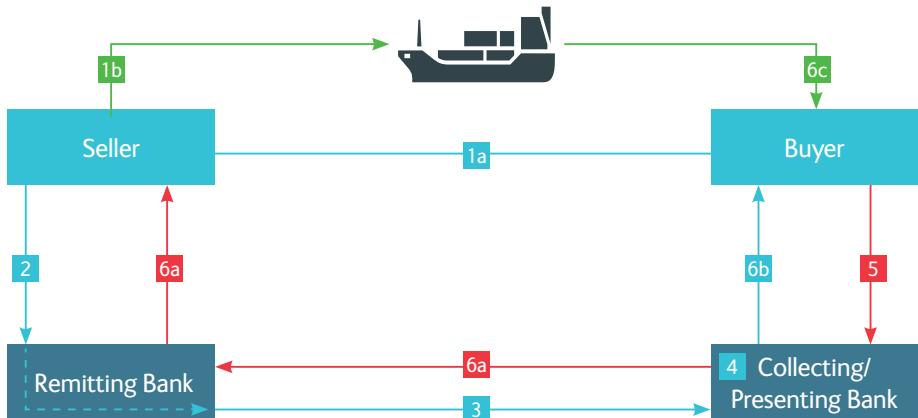 1b
6c
Seller
1a
Buyer
2
6a
6b
5
Remitting Bank
6a
3
4 Collecting/
Presenting Bank